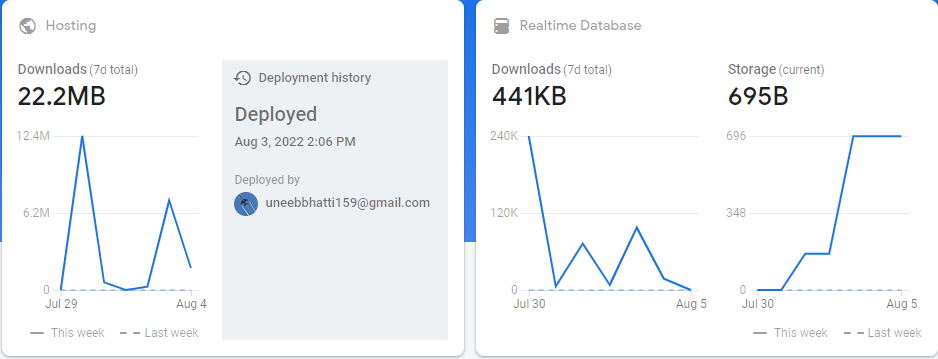 Hosting
Downloads (7d total)
22.2MB
12.4M
6.2M
0
Jul 29
Aug 4
This week
Last week
Deployment history
Deployed
Aug 3, 2022 2:06 PM
Deployed by
uneebbhatti159@gmail.com
Realtime Database
Downloads (7d total)
441KB
240K
120K
0
Jul 30
Aug 5
Storage (current)
695B
696
348
0
Jul 30
Aug 5
This week
Last week